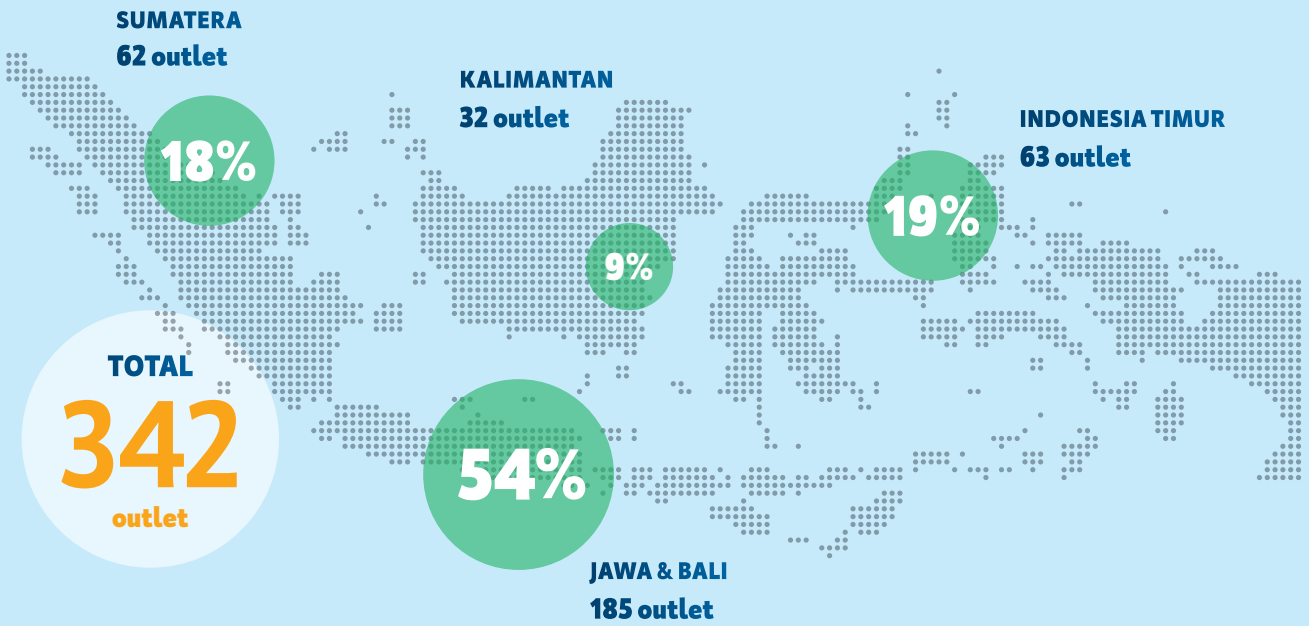 SUMATERA
62 outlet
18%
KALIMANTAN
32 outlet
9%
INDONESIA TIMUR
63 outlet
19%
TOTAL
342
outlet
54%
JAWA & BALI
185 outlet